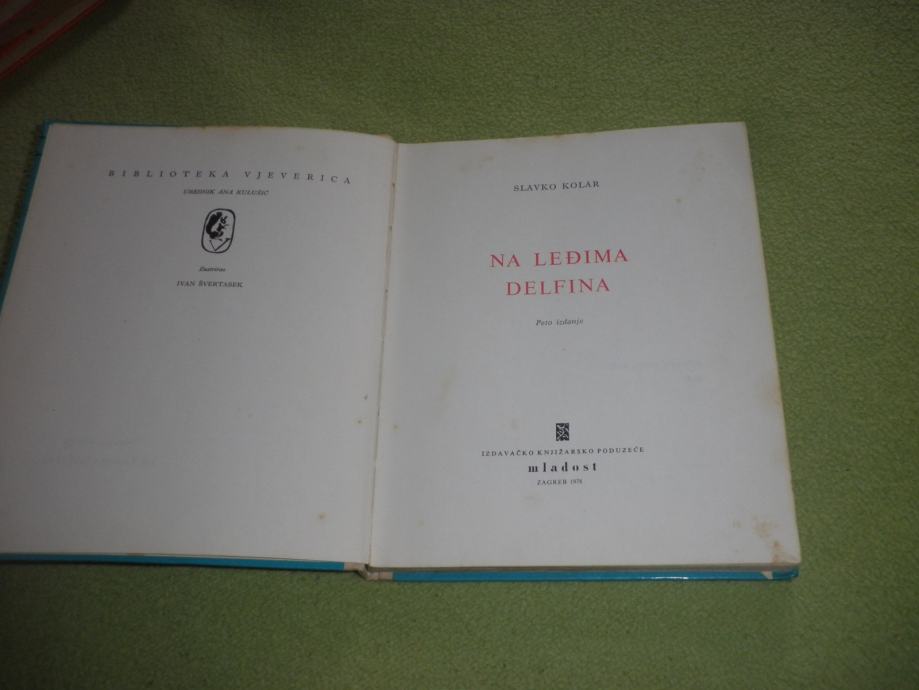 BIBLIOTEKA VJEVERICA
UREDNIK ANA KULUŠIĆ
Ilustrirao
IVAN ŠVERTASEK
SLAVKO KOLAR
NA LEĐIMA
DELFINA
Peto izdanje
IZDAVAČKO KNJIŽARSKO PODUZEĆE
mladost
ZAGREB 1978